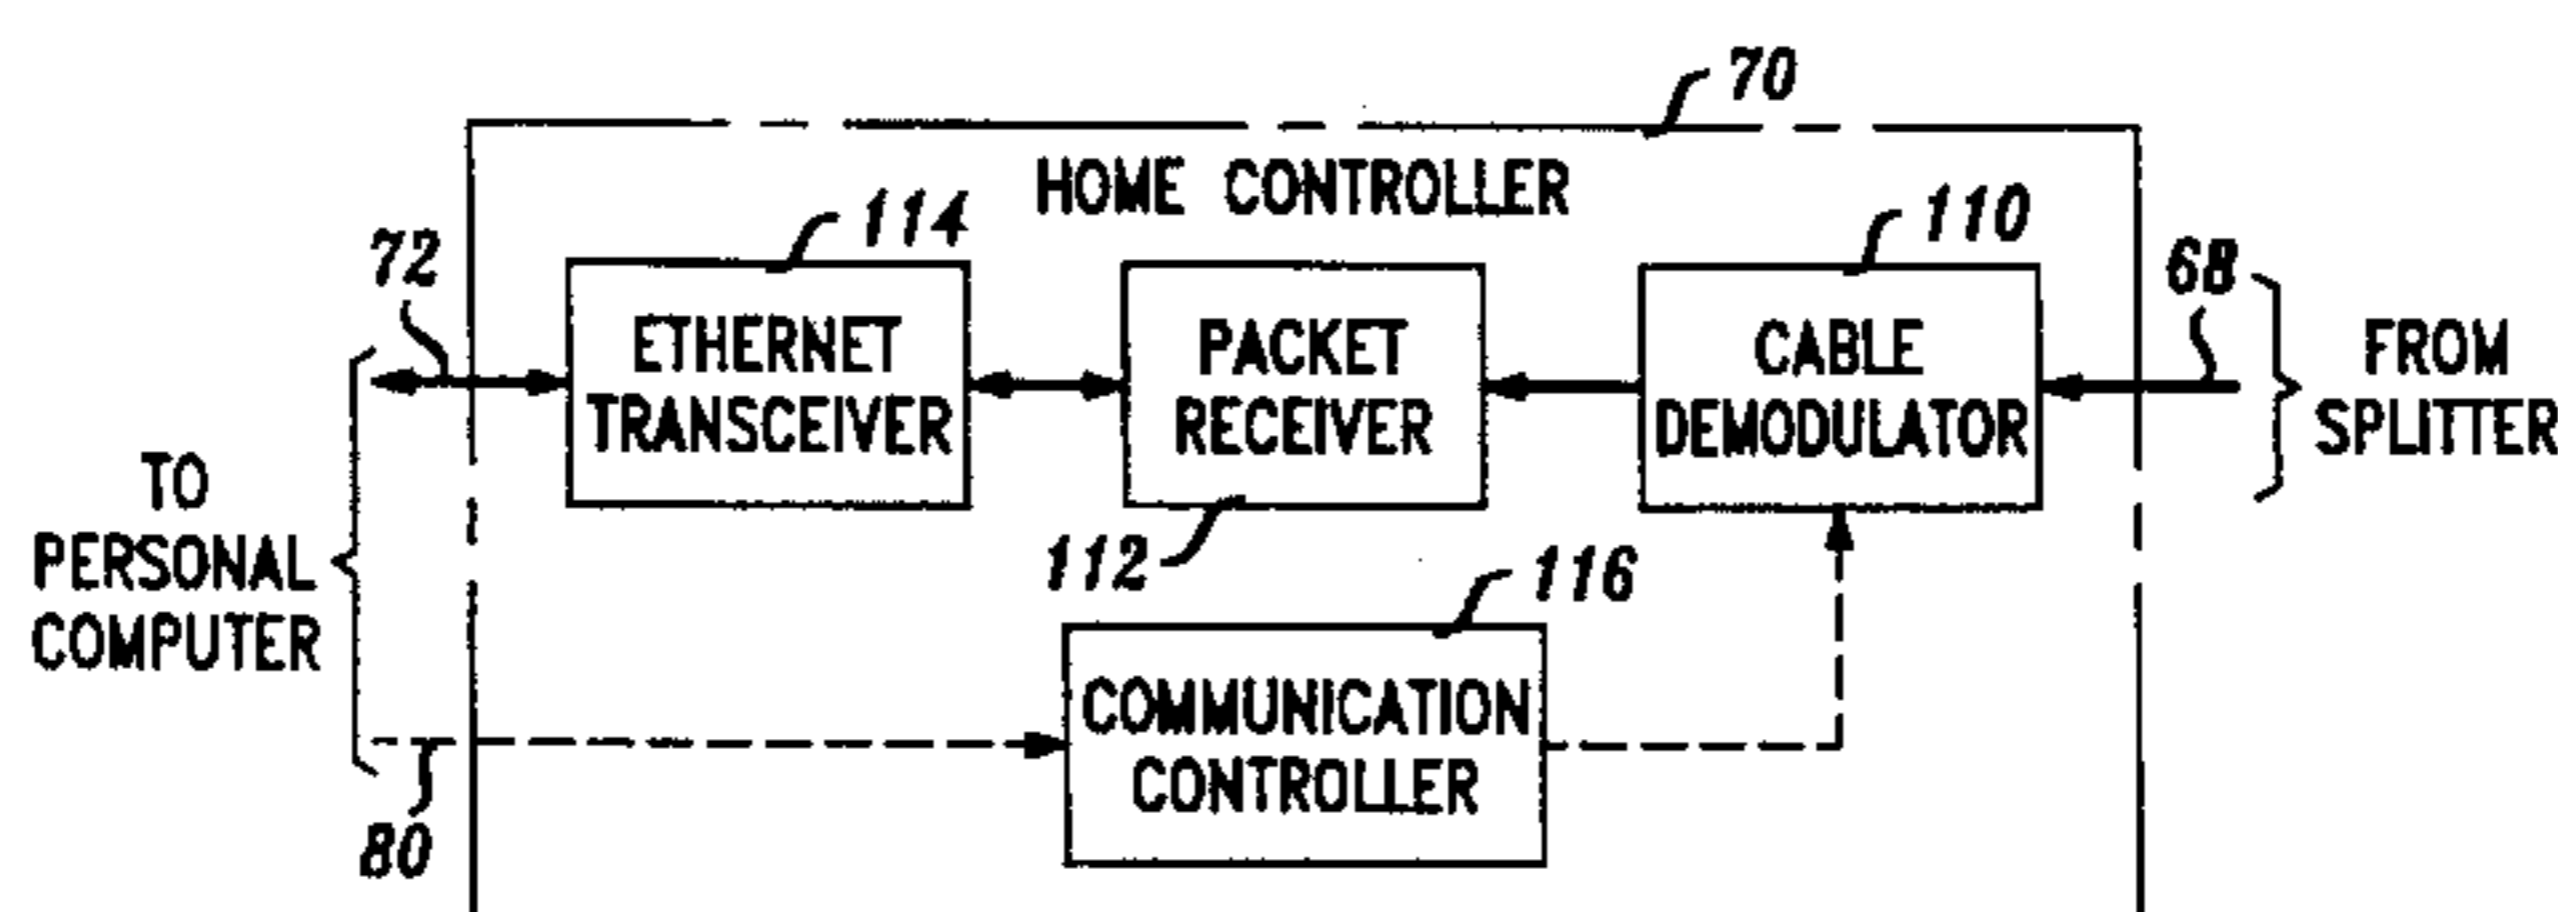 70
HOME CONTROLLER
72
114
110
68
ETHERNET
TRANSCEIVER
PACKET
RECEIVER
CABLE
DEMODULATOR
FROM
SPLITTER
TO
PERSONAL
COMPUTER
112
116
COMMUNICATION
CONTROLLER
80